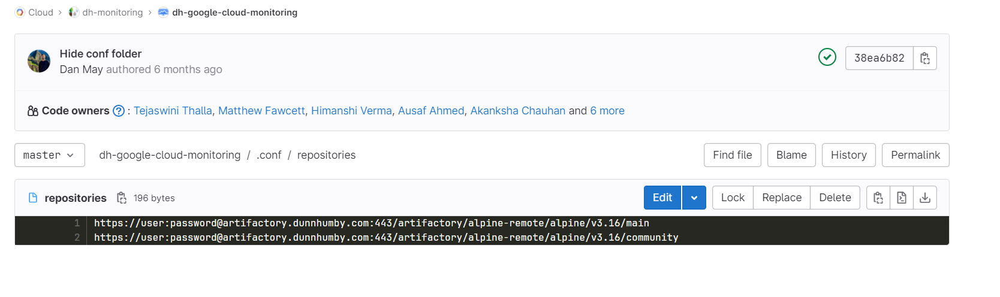 Cloud > dh-monitoring > dh-google-cloud-monitoring
Hide conf folder
Dan May authored 6 months ago
38ea6b82
Code owners ? : Tejaswini Thalla, Matthew Fawcett, Himanshi Verma, Ausaf Ahmed, Akanksha Chauhan and 6 more
master dh-google-cloud-monitoring / .conf / repositories Find file Blame History Permalink
repositories 196 bytes Edit Lock Replace Delete
1 https://user:password@artifactory.dunnhumby.com:443/artifactory/alpine-remote/alpine/v3.16/main
2 https://user:password@artifactory.dunnhumby.com:443/artifactory/alpine-remote/alpine/v3.16/community